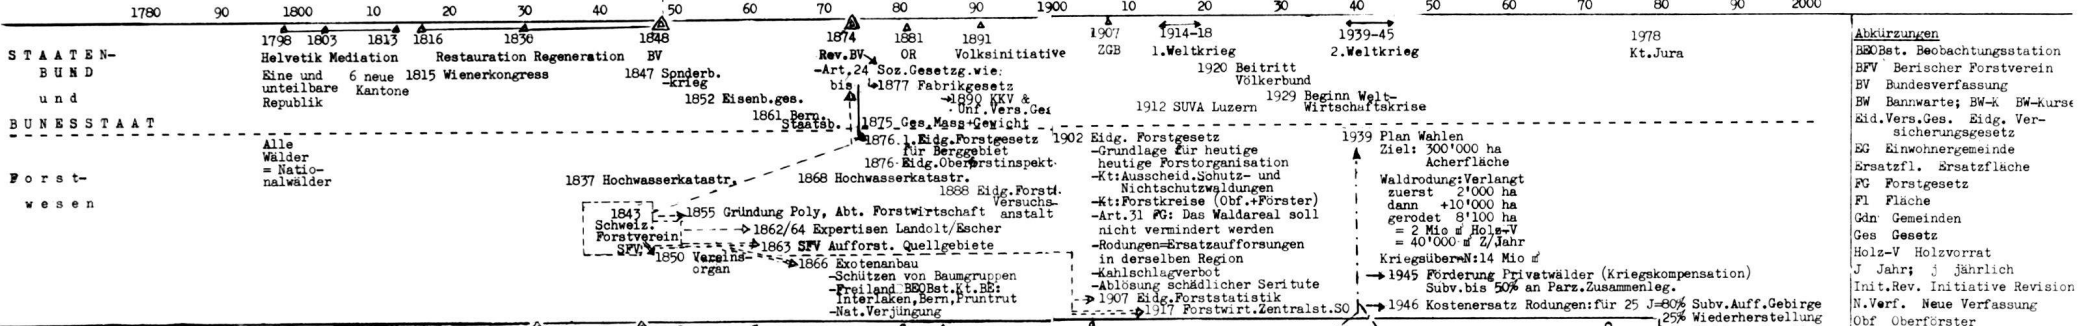 1780 90 1800 10 20 30 40 50 60 70 80 90 1900 10 20 30 40 50 60 70 80 90 2000
1798 1803 1813 1816 1830 1848 1874 1881 1891 1907 1914-18 1939-45 1978
Helvetik Mediation Restauration Regeneration BV Rev.BV OR Volksinitiative ZGB 1.Weltkrieg 2.Weltkrieg Kt.Jura
STAATEN-
BUND
und
BUNESSTAAT
Eine und
unteilbare
Republik
6 neue
Kantone
1815 Wienerkongress
1847 Sonderb.
-krieg
1852 Eisenb.ges.
1861 Bern.
Staatsb.
-Art.24 Soz.Gesetzg.wie:
bis 1877 Fabrikgesetz
1890 KKV &
Unf.Vers.Ges
1875 Ges.Mass+Gewicht
1912 SUVA Luzern
1920 Beitritt
Völkerbund
1929 Beginn Welt-
Wirtschaftskrise
Forst-
wesen
Alle
Wälder
= Natio-
nalwälder
1837 Hochwasserkatastr.
1843
Schweiz.
Forstverein
SFV
1850 Vereins-
organ
1855 Gründung Poly, Abt. Forstwirtschaft
1862/64 Expertisen Landolt/Escher
1863 SFV Aufforst. Quellgebiete
1866 Exotenanbau
-Schützen von Baumgruppen
-Freiland BEOBst.Kt.BE:
Interlaken,Bern,Pruntrut
-Nat.Verjüngung
1868 Hochwasserkatastr.
1876 1.Eidg.Forstgesetz
für Berggebiet
1876 Eidg.Oberforstinspekt.
1888 Eidg.Forstl.
Versuchs-
anstalt
1902 Eidg. Forstgesetz
-Grundlage für heutige
heutige Forstorganisation
-Kt:Ausscheid.Schutz- und
Nichtschutzwaldungen
-Kt:Forstkreise (Obf.+Förster)
-Art.31 FG: Das Waldareal soll
nicht vermindert werden
-Rodungen=Ersatzaufforsungen
in derselben Region
-Kahlschlagverbot
-Ablösung schädlicher Seritute
1907 Eidg.Forststatistik
1917 Forstwirt.Zentralst.SO
1939 Plan Wahlen
Ziel: 300'000 ha
Acherfläche
Waldrodung:Verlangt
zuerst 2'000 ha
dann +10'000 ha
gerodet 8'100 ha
= 2 Mio m³ Holz-V
= 40'000 m³ Z/Jahr
Kriegsüber-N:14 Mio m³
1945 Förderung Privatwälder (Kriegskompensation)
Subv.bis 50% an Parz.Zusammenleg.
1946 Kostenersatz Rodungen:für 25 J=80% Subv.Auff.Gebirge
25% Wiederherstellung
Abkürzungen
BEOBst. Beobachtungsstation
BFV Berischer Forstverein
BV Bundesverfassung
BW Bannwarte; BW-K BW-Kurse
Eid.Vers.Ges. Eidg. Ver-
sicherungsgesetz
EG Einwohnergemeinde
Ersatzfl. Ersatzfläche
FG Forstgesetz
Fl Fläche
Gdn Gemeinden
Ges Gesetz
Holz-V Holzvorrat
J Jahr; j jährlich
Init.Rev. Initiative Revision
N.Verf. Neue Verfassung
Obf Oberförster